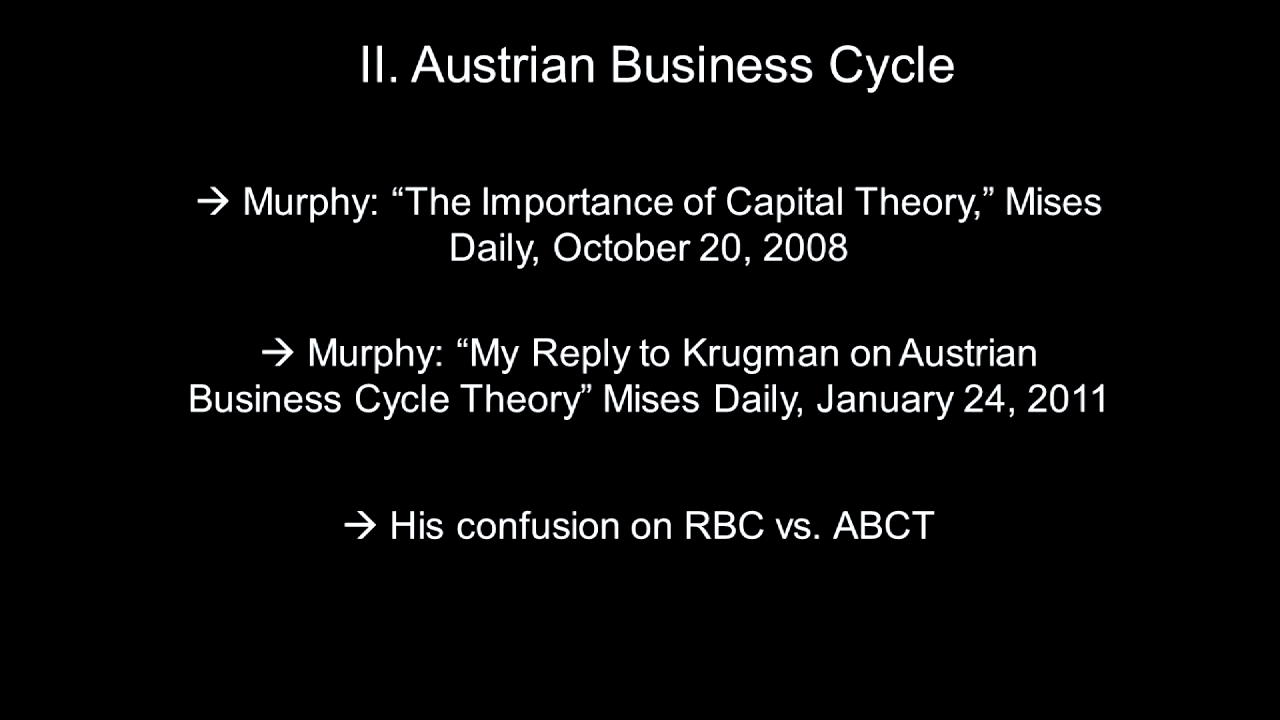 II. Austrian Business Cycle
→ Murphy: “The Importance of Capital Theory,” Mises
Daily, October 20, 2008
→ Murphy: “My Reply to Krugman on Austrian
Business Cycle Theory” Mises Daily, January 24, 2011
→ His confusion on RBC vs. ABCT